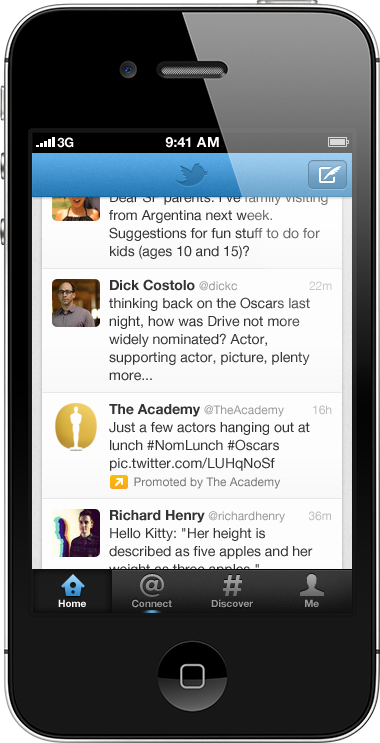 3G 9:41 AM
Dear SF parents: I've family visiting
from Argentina next week.
Suggestions for fun stuff to do for
kids (ages 10 and 15)?
Dick Costolo @dickc 22m
thinking back on the Oscars last
night, how was Drive not more
widely nominated? Actor,
supporting actor, picture, plenty
more...
The Academy @TheAcademy 16h
Just a few actors hanging out at
lunch #NomLunch #Oscars
pic.twitter.com/LUHqNoSf
Promoted by The Academy
Richard Henry @richardhenry 36m
Hello Kitty: "Her height is
described as five apples and her
weight as three apples."
Home Connect Discover Me